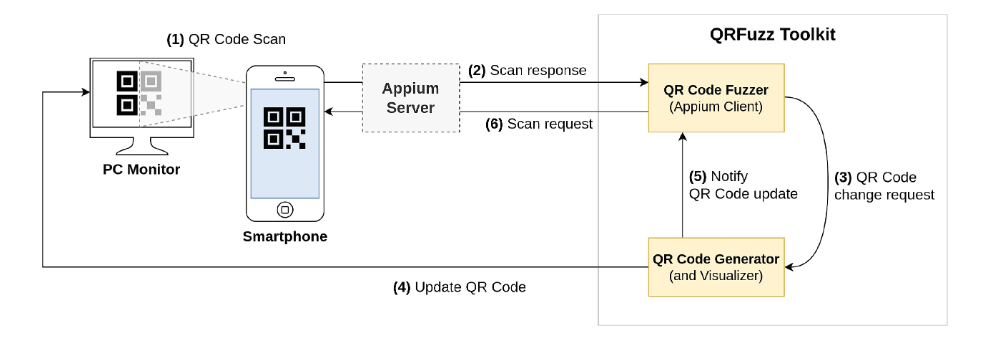 (1) QR Code Scan
QRFuzz Toolkit
Appium
Server
(2) Scan response
(6) Scan request
QR Code Fuzzer
(Appium Client)
PC Monitor
(5) Notify
QR Code update
(3) QR Code
change request
Smartphone
QR Code Generator
(and Visualizer)
(4) Update QR Code